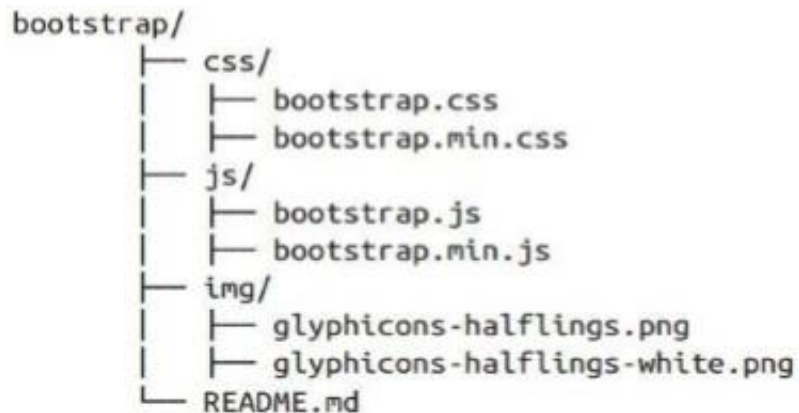 bootstrap/
├── css/
│   ├── bootstrap.css
│   ├── bootstrap.min.css
├── js/
│   ├── bootstrap.js
│   ├── bootstrap.min.js
├── img/
│   ├── glyphicons-halflings.png
│   ├── glyphicons-halflings-white.png
└── README.md